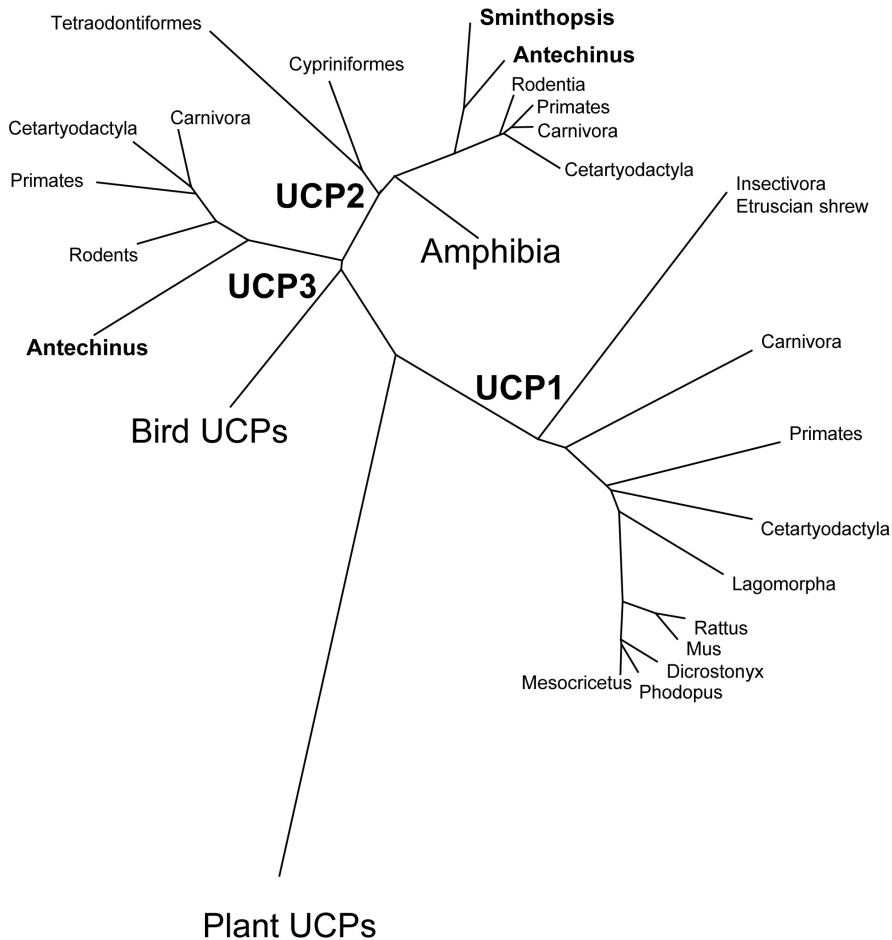 Sminthopsis
Tetraodontiformes
Antechinus
Cypriniformes
Rodentia
Primates
Carnivora
Cetartyodactyla
Carnivora
Cetartyodactyla
Primates
Insectivora
Etruscian shrew
UCP2
Amphibia
Rodents
UCP3
Antechinus
Carnivora
UCP1
Bird UCPs
Primates
Cetartyodactyla
Lagomorpha
Rattus
Mus
Dicrostonyx
Mesocricetus
Phodopus
Plant UCPs